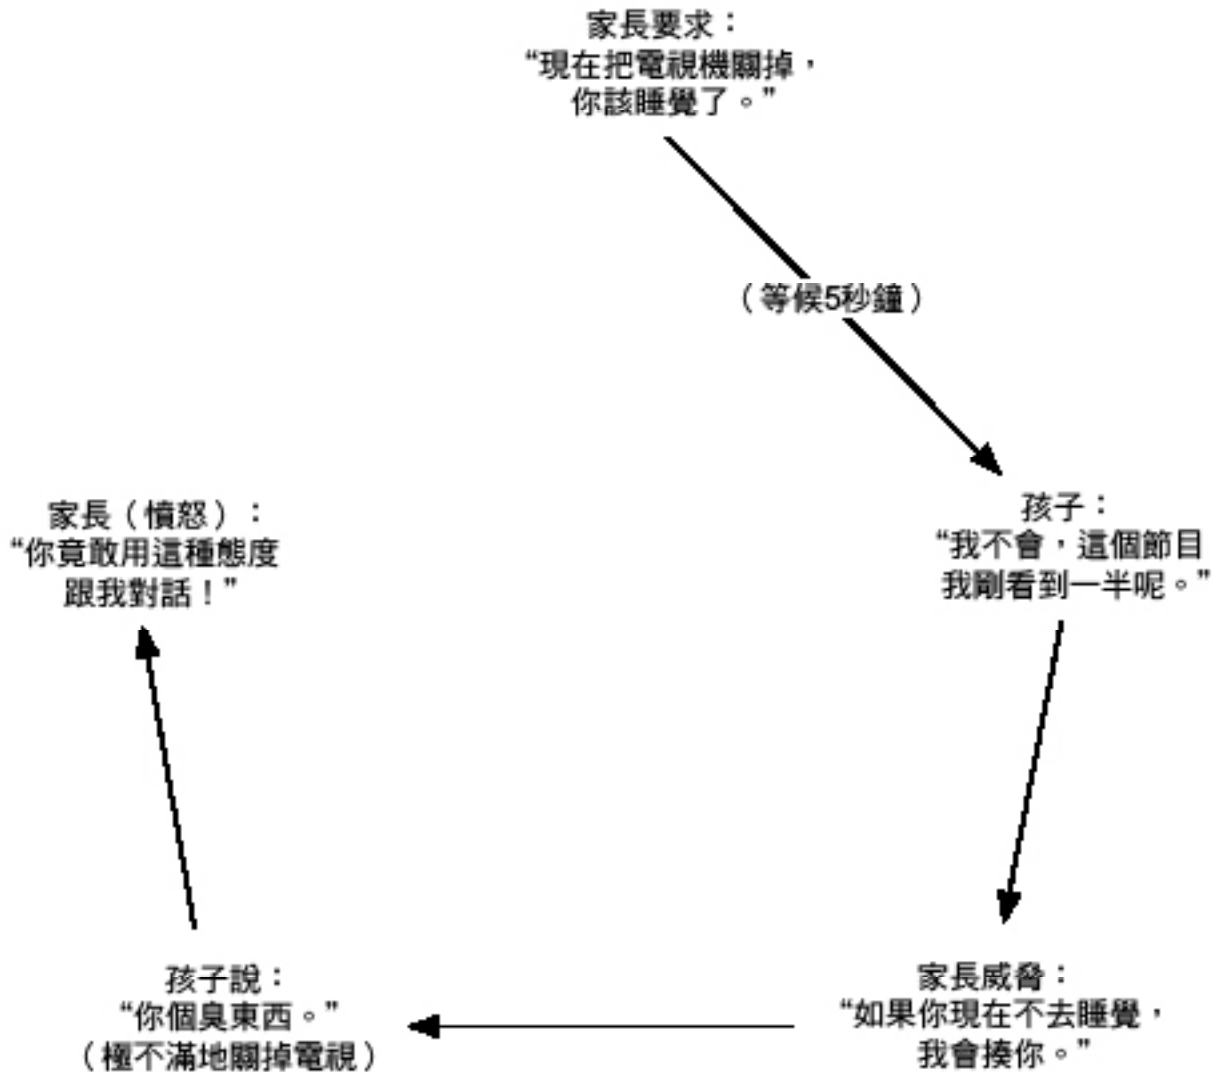 家長要求：
“現在把電視機關掉，
你該睡覺了。”
（等候5秒鐘）
孩子：
“我不會，這個節目
我剛看到一半呢。”
家長威脅：
“如果你現在不去睡覺，
我會揍你。”
孩子說：
“你個臭東西。”
（極不滿地關掉電視）
家長（憤怒）：
“你竟敢用這種態度
跟我對話！”